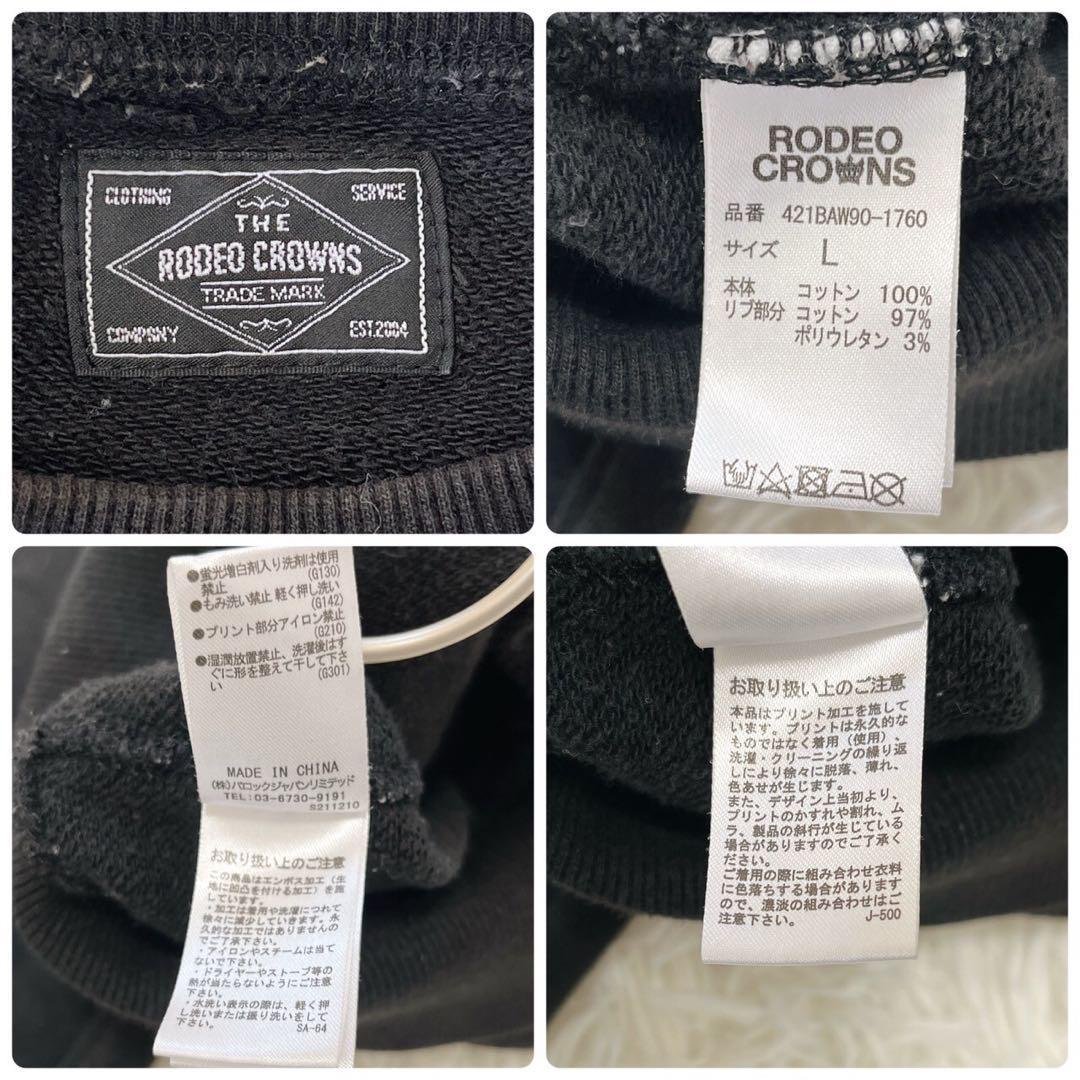 CLOTHING SERVICE
THE
RODEO CROWNS
TRADE MARK
COMPANY EST.2004
RODEO
CROWNS
品番 421BAW90-1760
サイズ L
本体 コットン 100%
リブ部分 コットン 97%
ポリウレタン 3%
●蛍光増白剤入り洗剤は使用
禁止 (G130)
●もみ洗い禁止 軽く押し洗い
(G142)
●プリント部分アイロン禁止
(G210)
●湿潤放置禁止、洗濯後はす
ぐに形を整えて干して下さ
い (G301)
MADE IN CHINA
(株)バロックジャパンリミテッド
TEL:03-6730-9191
S211210
お取り扱い上のご注意
この商品はエンボス加工(生
地に凹凸を付ける加工)を施
しています。
・加工は着用や洗濯につれて
徐々に減少していきます。永
久的な加工ではありませんの
でご了承下さい。
・アイロンやスチームは当て
ないで下さい。
・ドライヤーやストーブ等の
熱が当たらないようにご注意
下さい。
・水洗い表示の際は、軽く押
し洗いまたは振り洗いをして
下さい。 SA-64
お取り扱い上のご注意
本品はプリント加工を施して
います。プリントは永久的な
ものではなく着用(使用)、
洗濯・クリーニングの繰り返
しにより徐々に脱落、薄れ、
色あせが生じます。
また、デザイン上当初より、
プリントのかすれや割れ、ム
ラ、製品の斜行が生じている
場合がありますのでご了承く
ださい。
ご着用の際に組み合わせ衣料
に色落ちする場合があります
ので、濃淡の組み合わせはご
注意下さい。 J-500